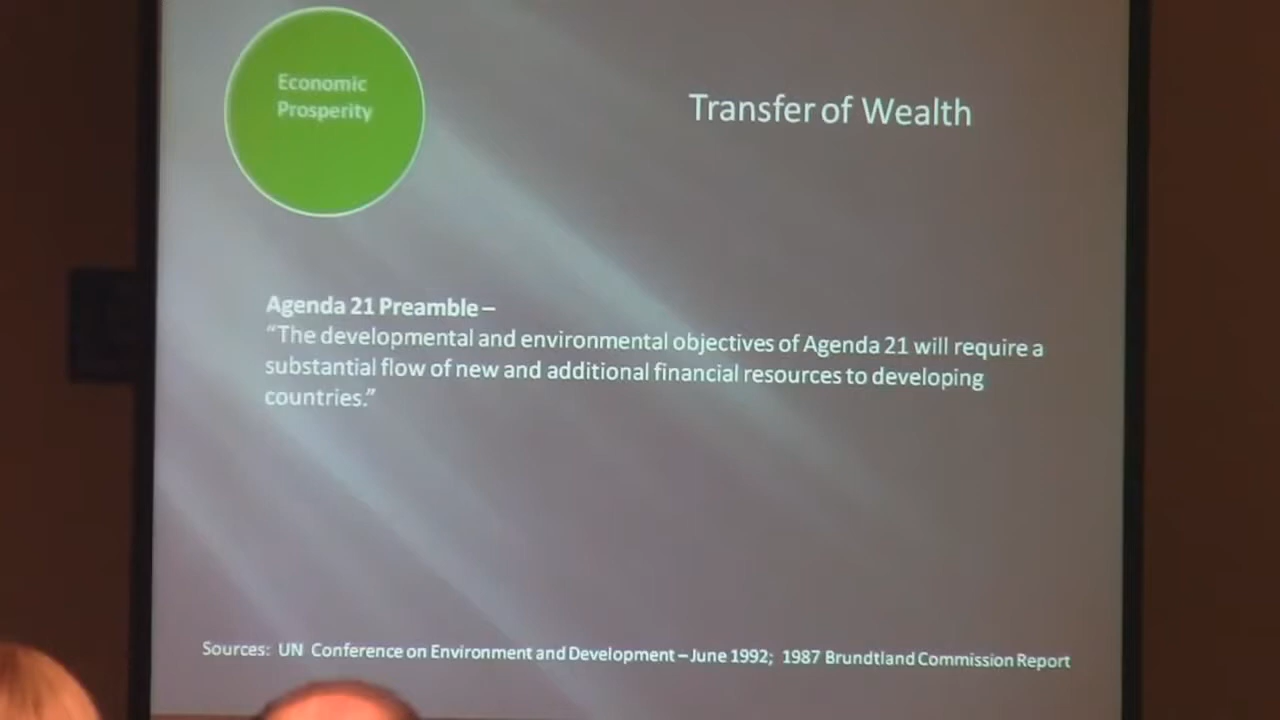 Economic
Prosperity
Transfer of Wealth
Agenda 21 Preamble –
“The developmental and environmental objectives of Agenda 21 will require a
substantial flow of new and additional financial resources to developing
countries.”
Sources: UN Conference on Environment and Development – June 1992; 1987 Brundtland Commission Report